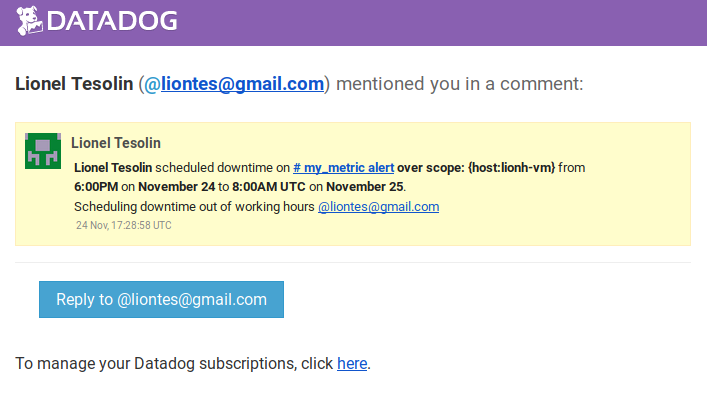 DATADOG
Lionel Tesolin (@liontes@gmail.com) mentioned you in a comment:
Lionel Tesolin
Lionel Tesolin scheduled downtime on # my_metric alert over scope: {host:lionh-vm} from
6:00PM on November 24 to 8:00AM UTC on November 25.
Scheduling downtime out of working hours @liontes@gmail.com
24 Nov, 17:28:58 UTC
Reply to @liontes@gmail.com
To manage your Datadog subscriptions, click here.